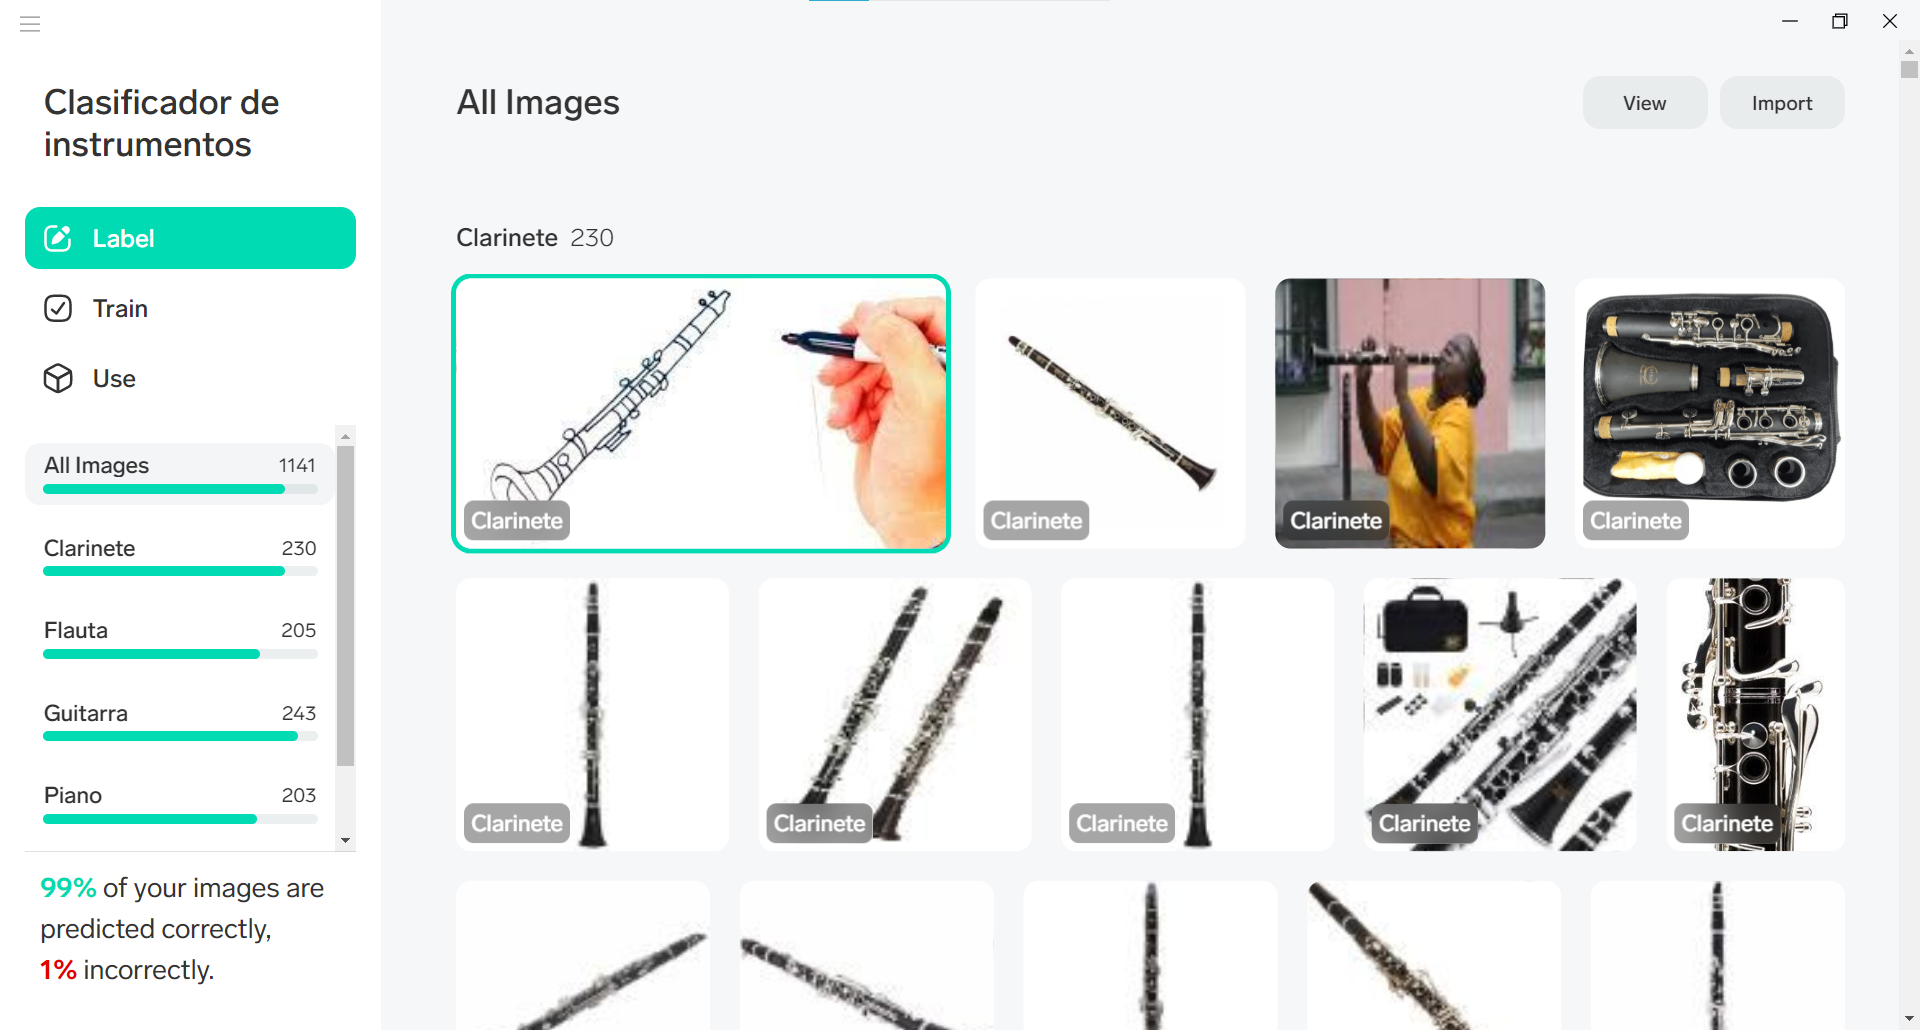 Clasificador de
instrumentos
Label
Train
Use
All Images 1141
Clarinete 230
Flauta 205
Guitarra 243
Piano 203
99% of your images are
predicted correctly,
1% incorrectly.
All Images
View
Import
Clarinete 230
Clarinete
Clarinete
Clarinete
Clarinete
Clarinete
Clarinete
Clarinete
Clarinete
Clarinete